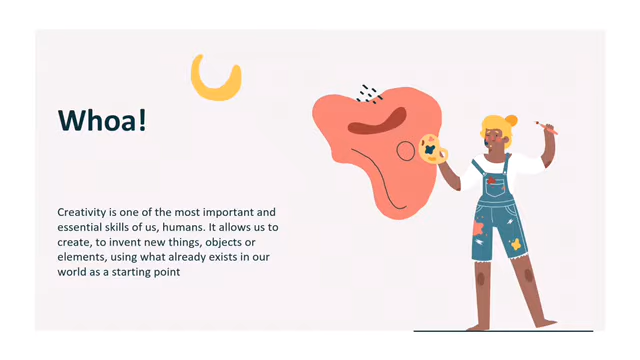 Whoa!
Creativity is one of the most important and
essential skills of us, humans. It allows us to
create, to invent new things, objects or
elements, using what already exists in our
world as a starting point